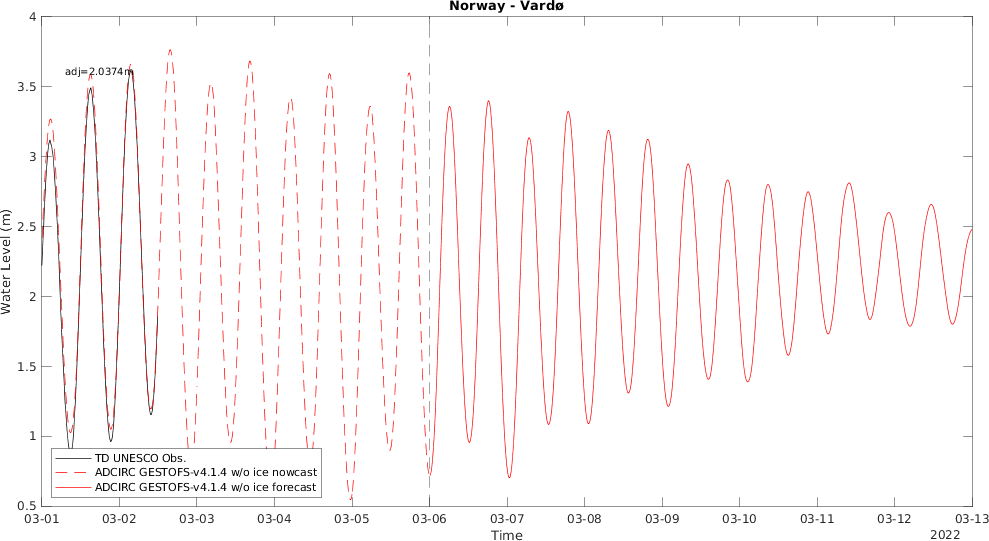 Norway - Vardø
4
3.5
3
2.5
2
1.5
1
0.5
Water Level (m)
adj=2.0374m
TD UNESCO Obs.
ADCIRC GESTOFS-v4.1.4 w/o ice nowcast
ADCIRC GESTOFS-v4.1.4 w/o ice forecast
03-01 03-02 03-03 03-04 03-05 03-06 03-07 03-08 03-09 03-10 03-11 03-12 03-13
Time
2022